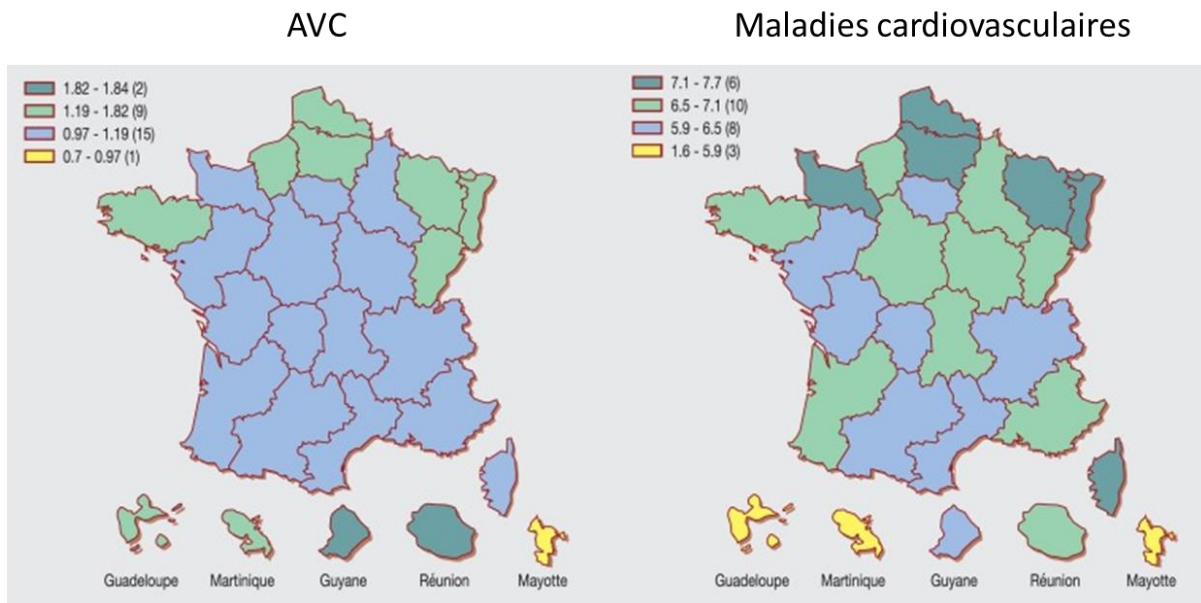 AVC
1.82 - 1.84 (2)
1.19 - 1.82 (9)
0.97 - 1.19 (15)
0.7 - 0.97 (1)
Guadeloupe
Martinique
Guyane
Réunion
Mayotte
Maladies cardiovasculaires
7.1 - 7.7 (6)
6.5 - 7.1 (10)
5.9 - 6.5 (8)
1.6 - 5.9 (3)
Guadeloupe
Martinique
Guyane
Réunion
Mayotte